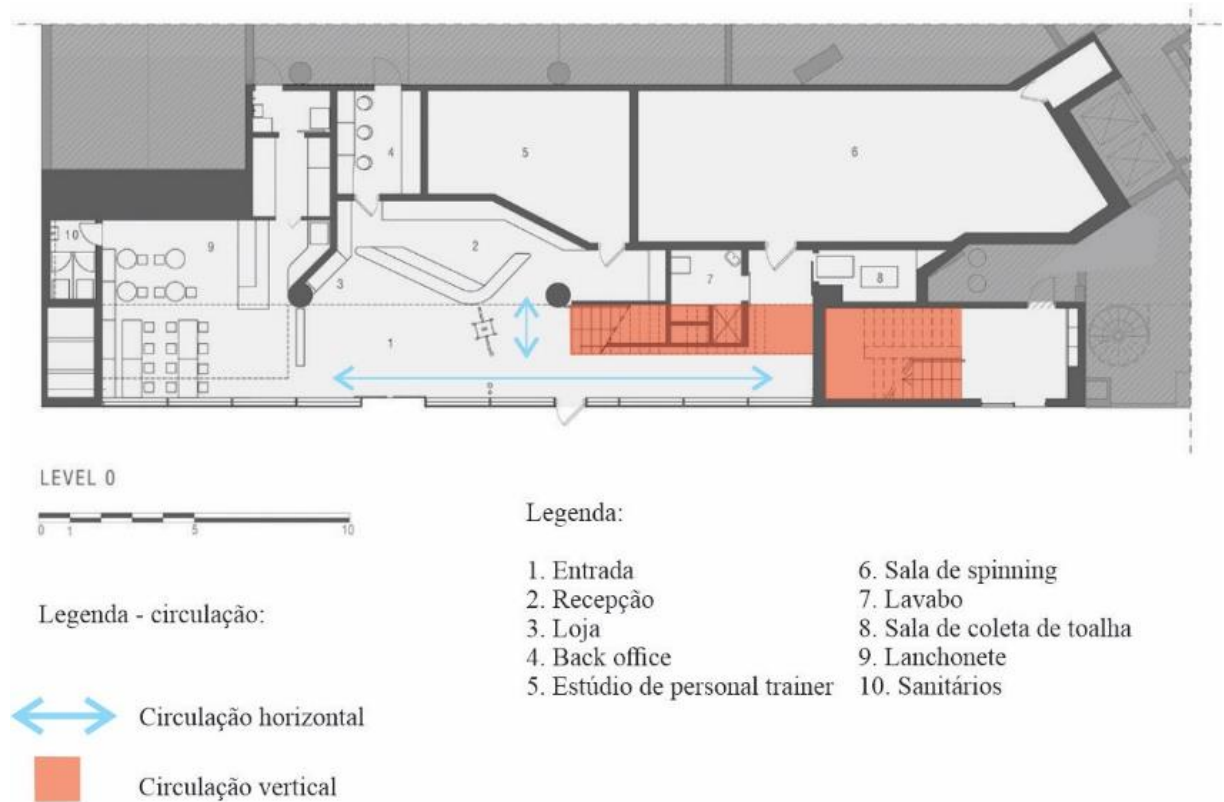 4
5
6
10
9
2
7
8
3
1
LEVEL 0
0 1 5 10
Legenda:
1. Entrada
2. Recepção
3. Loja
4. Back office
5. Estúdio de personal trainer
6. Sala de spinning
7. Lavabo
8. Sala de coleta de toalha
9. Lanchonete
10. Sanitários
Legenda - circulação:
Circulação horizontal
Circulação vertical